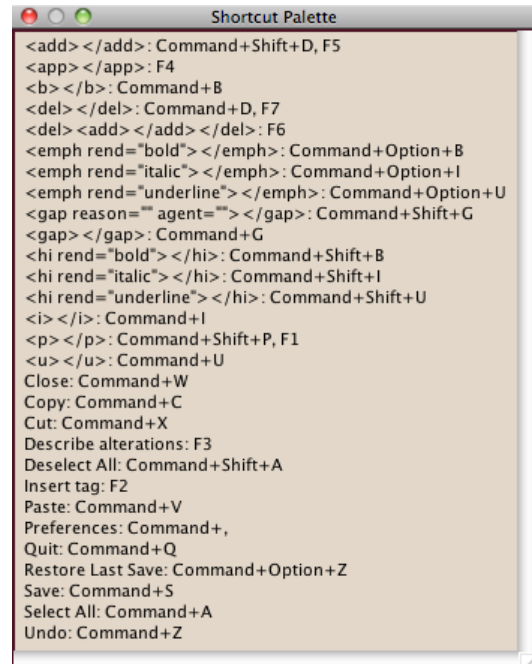 Shortcut Palette
<add></add>: Command+Shift+D, F5
<app></app>: F4
<b></b>: Command+B
<del></del>: Command+D, F7
<del><add></add></del>: F6
<emph rend="bold"></emph>: Command+Option+B
<emph rend="italic"></emph>: Command+Option+I
<emph rend="underline"></emph>: Command+Option+U
<gap reason="" agent=""></gap>: Command+Shift+G
<gap></gap>: Command+G
<hi rend="bold"></hi>: Command+Shift+B
<hi rend="italic"></hi>: Command+Shift+I
<hi rend="underline"></hi>: Command+Shift+U
<i></i>: Command+I
<p></p>: Command+Shift+P, F1
<u></u>: Command+U
Close: Command+W
Copy: Command+C
Cut: Command+X
Describe alterations: F3
Deselect All: Command+Shift+A
Insert tag: F2
Paste: Command+V
Preferences: Command+,
Quit: Command+Q
Restore Last Save: Command+Option+Z
Save: Command+S
Select All: Command+A
Undo: Command+Z